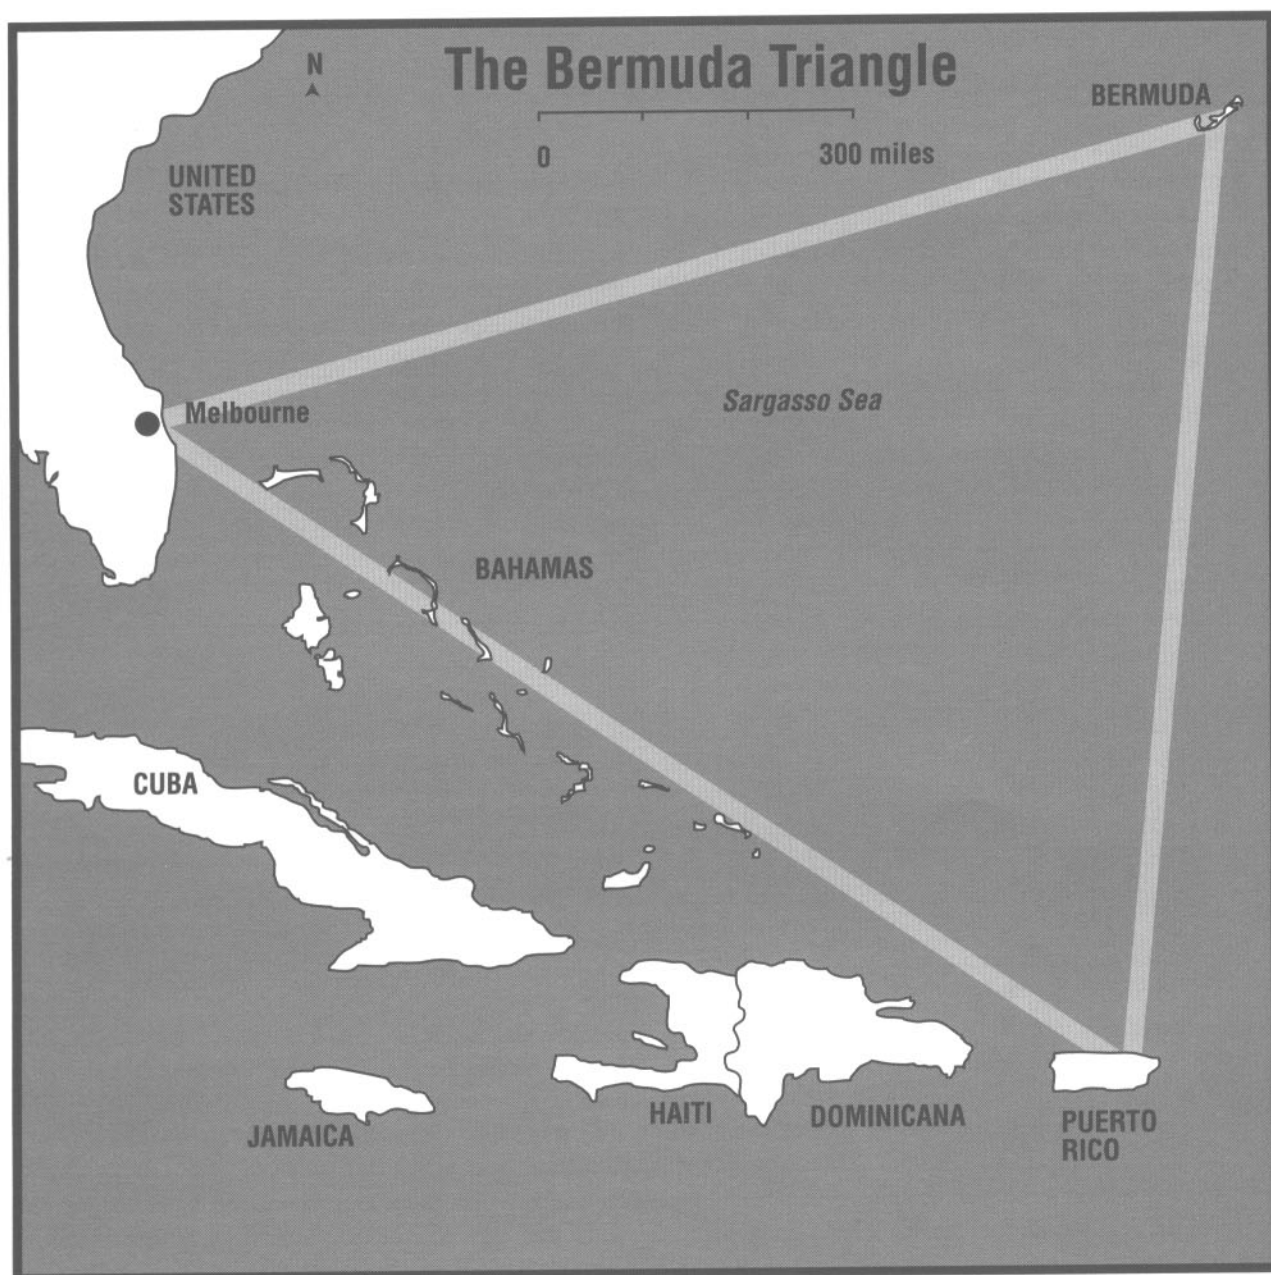 The Bermuda Triangle
N
BERMUDA
0 300 miles
UNITED
STATES
Sargasso Sea
Melbourne
BAHAMAS
CUBA
HAITI
DOMINICANA
JAMAICA
PUERTO
RICO